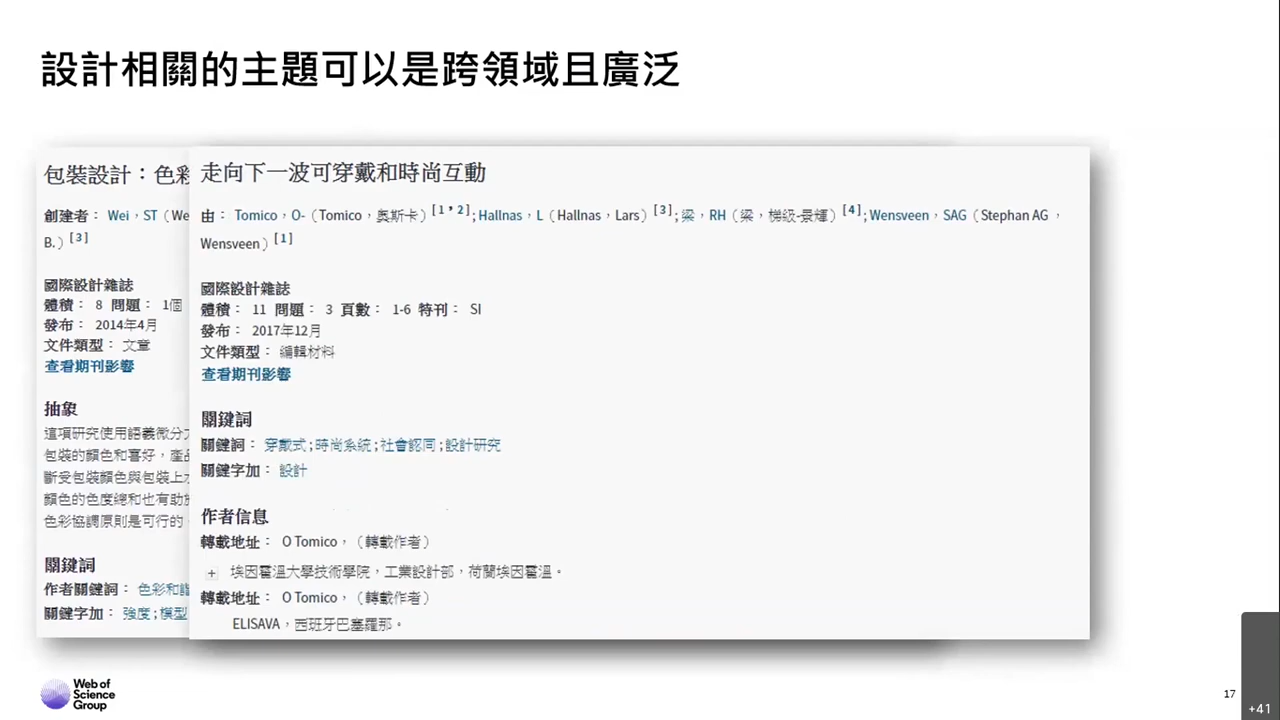 設計相關的主題可以是跨領域且廣泛
包裝設計：色彩
創建者： Wei，ST（We
B.）[3]
國際設計雜誌
體積： 8 問題： 1個
發布： 2014年4月
文件類型： 文章
查看期刊影響
抽象
這項研究使用語義微分
包裝的顏色和喜好，產品
斷受包裝顏色與包裝上
顏色的色度總和也有助於
色彩協調原則是可行的。
關鍵詞
作者關鍵詞： 色彩和諧
關鍵字加： 強度;模型
走向下一波可穿戴和時尚互動
由： Tomico，O-（Tomico，奧斯卡）[1，2];Hallnas，L（Hallnas，Lars）[3];梁，RH（梁，梯级-景輝）[4];Wensveen，SAG（Stephan AG，
Wensveen）[1]
國際設計雜誌
體積： 11 問題： 3 頁數： 1-6 特刊： SI
發布： 2017年12月
文件類型： 編輯材料
查看期刊影響
關鍵詞
關鍵詞： 穿戴式;時尚系統;社會認同;設計研究
關鍵字加： 設計
作者信息
轉載地址： O Tomico，（轉載作者）
+ 埃因霍溫大學技術學院，工業設計部，荷蘭埃因霍溫。
轉載地址： O Tomico，（轉載作者）
ELISAVA，西班牙巴塞羅那。
Web of
Science
Group
17
+41